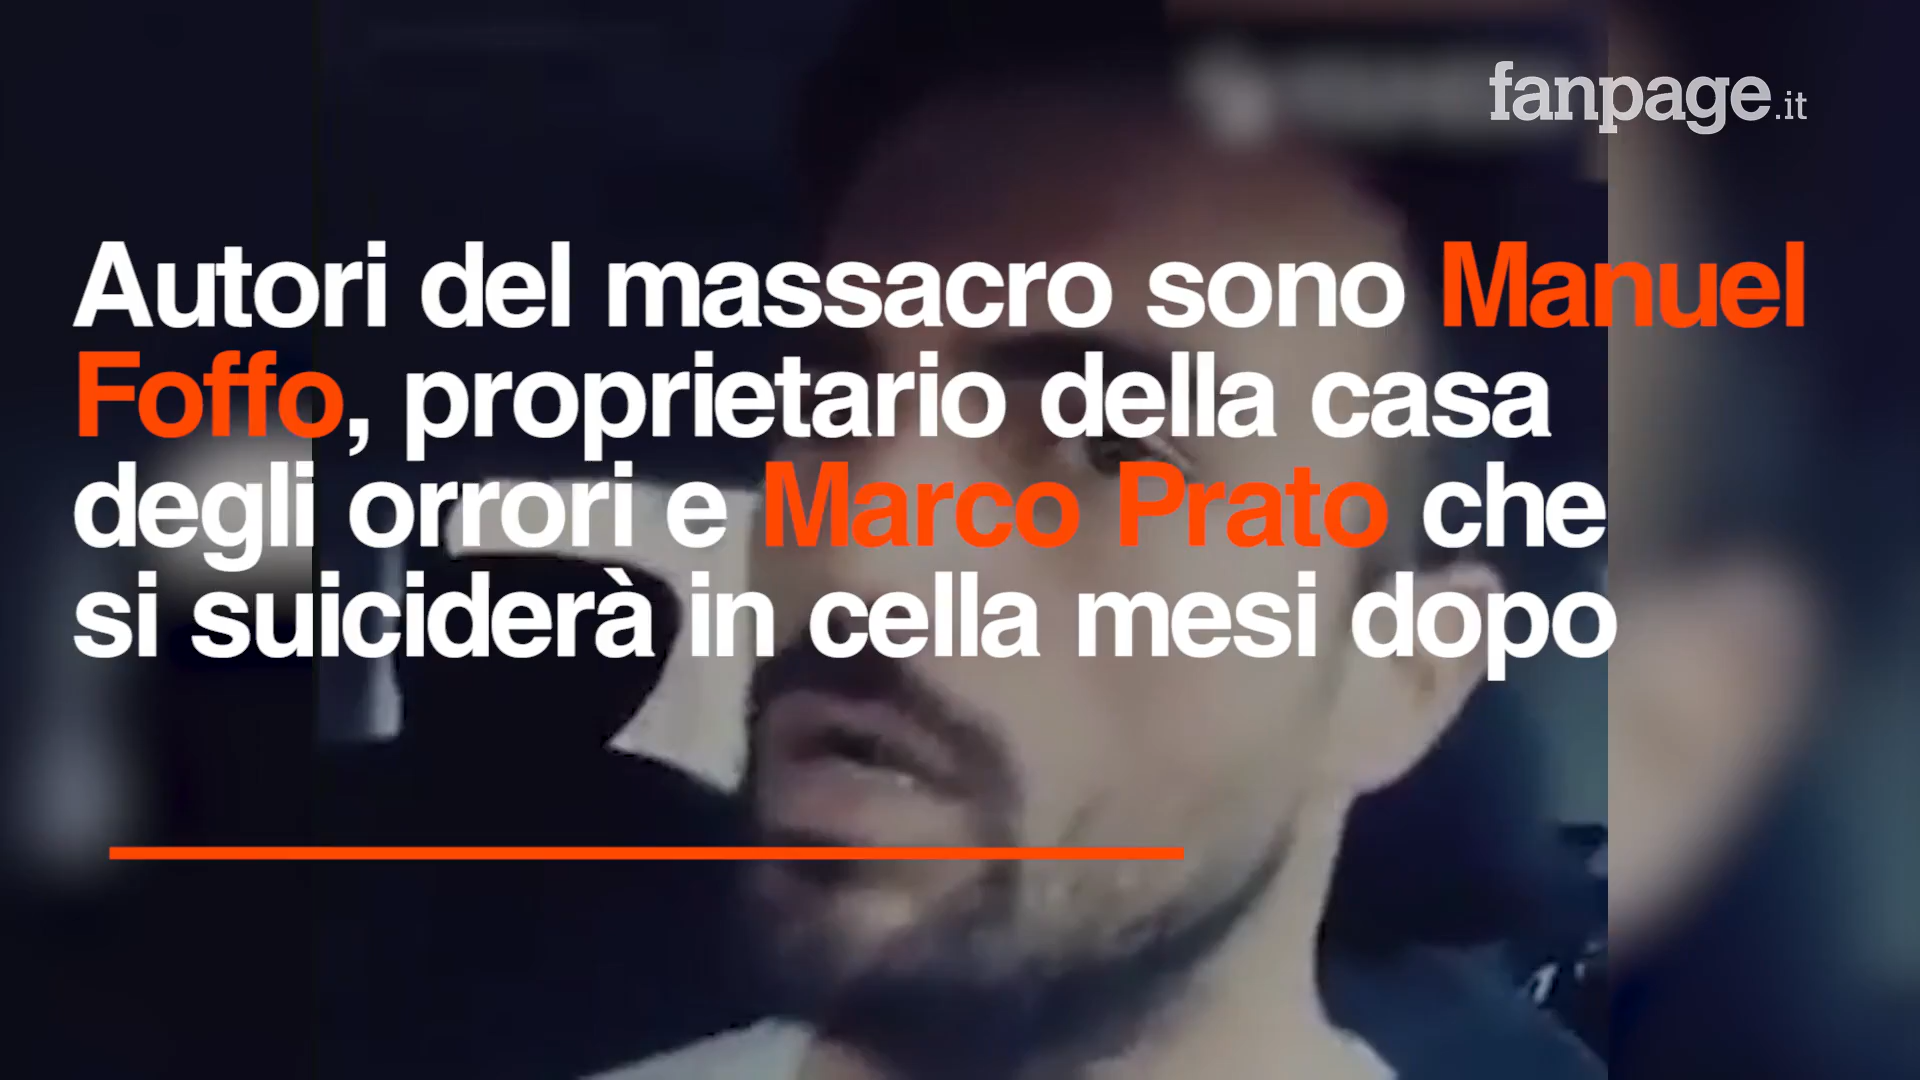 fanpage.it
Autori del massacro sono Manuel
Foffo, proprietario della casa
degli orrori e Marco Prato che
si suiciderà in cella mesi dopo